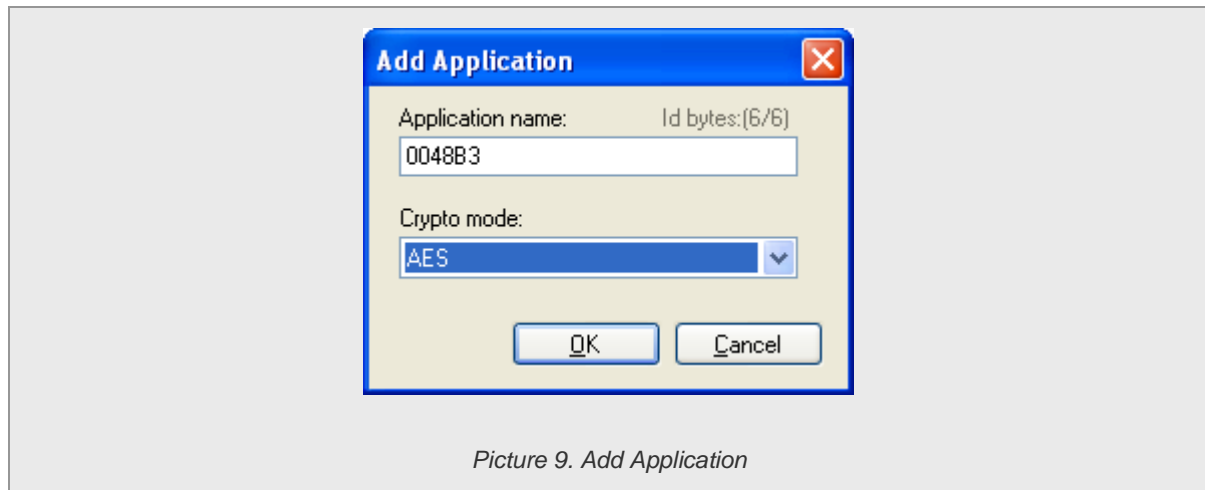 Add Application
Application name: Id bytes:(6/6)
0048B3
Crypto mode:
AES
OK Cancel
Picture 9. Add Application